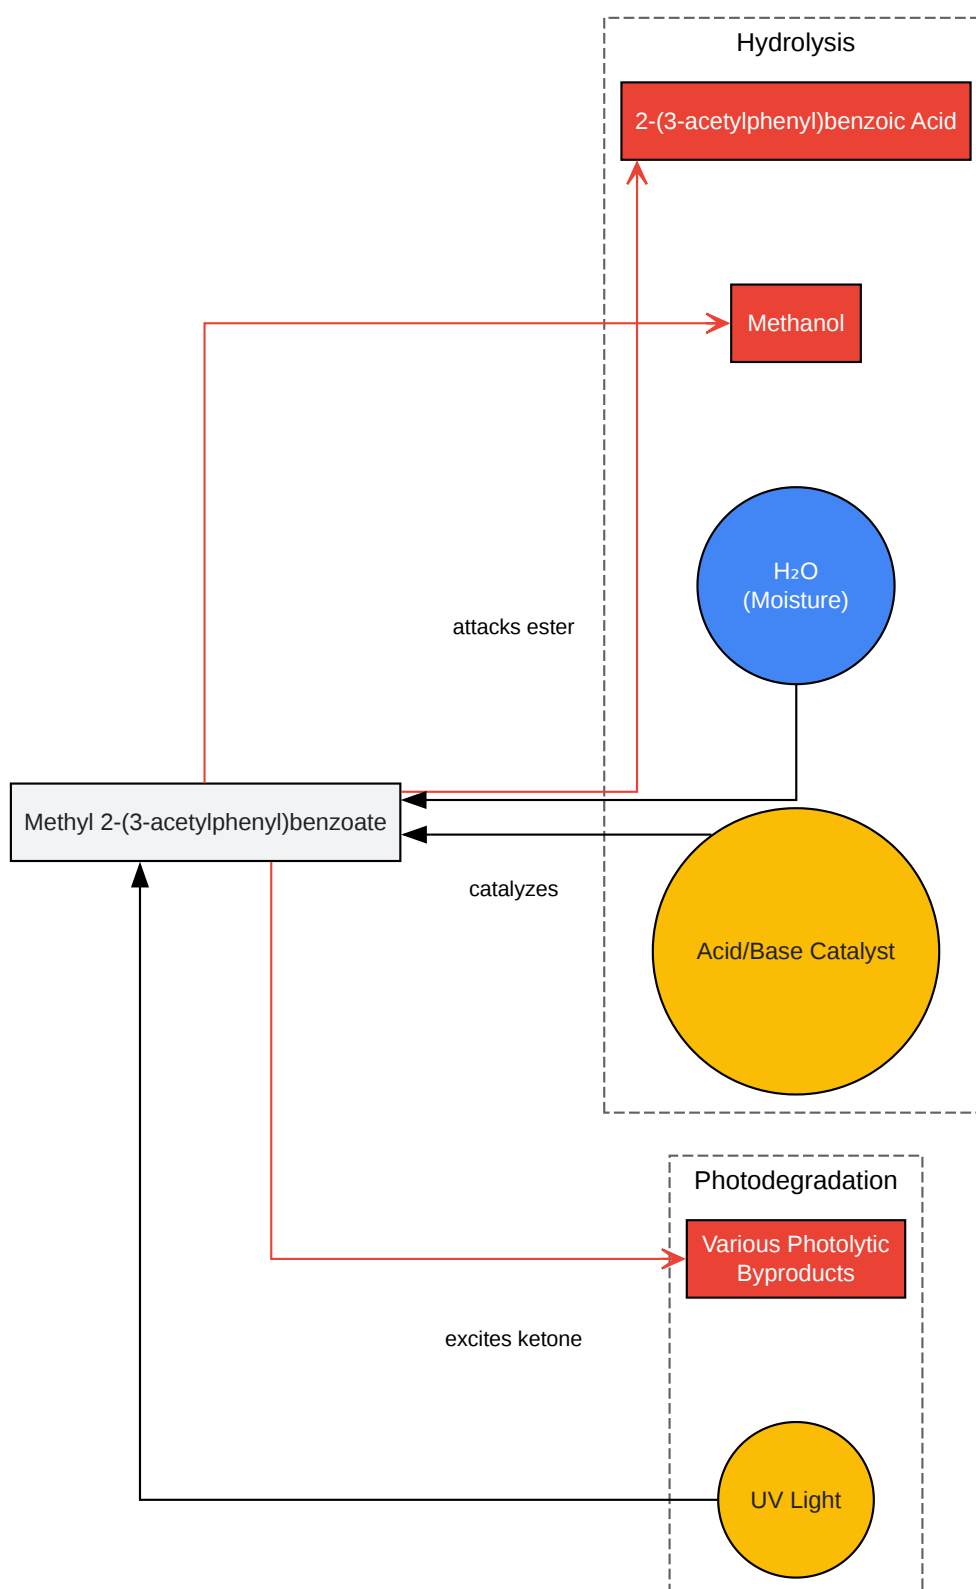 Hydrolysis
2-(3-acetylphenyl)benzoic Acid
Methanol
H₂O
(Moisture)
attacks ester
Methyl 2-(3-acetylphenyl)benzoate
catalyzes
Acid/Base Catalyst
Photodegradation
Various Photolytic
Byproducts
excites ketone
UV Light